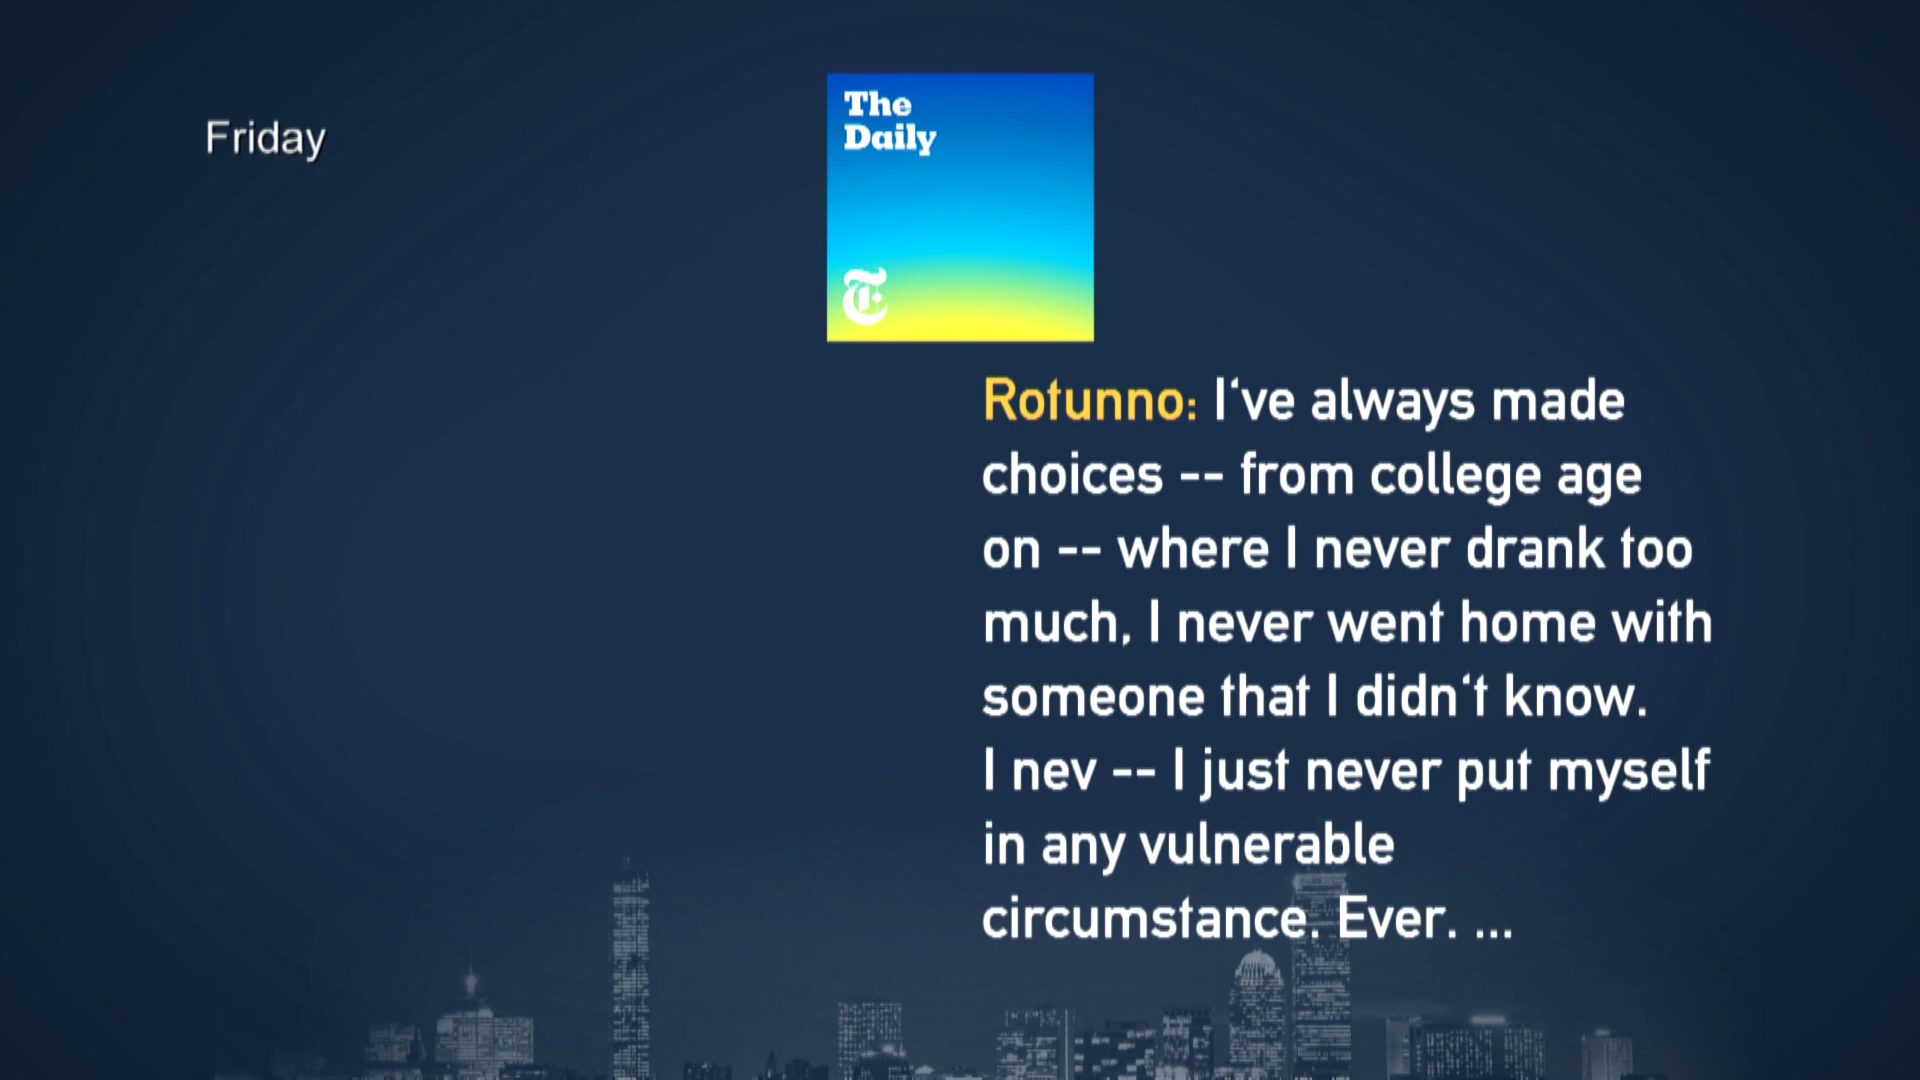 Friday
The
Daily
T
Rotunno: I've always made
choices -- from college age
on -- where I never drank too
much, I never went home with
someone that I didn't know.
I nev -- I just never put myself
in any vulnerable
circumstance. Ever. ...